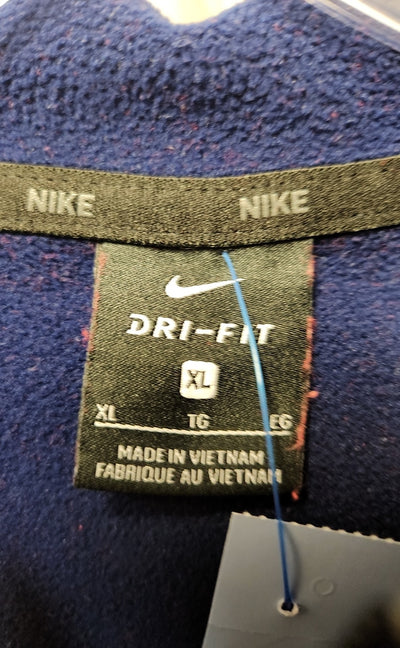 NIKE NIKE
DRI-FIT
XL
XL TG EG
MADE IN VIETNAM
FABRIQUE AU VIETNAM